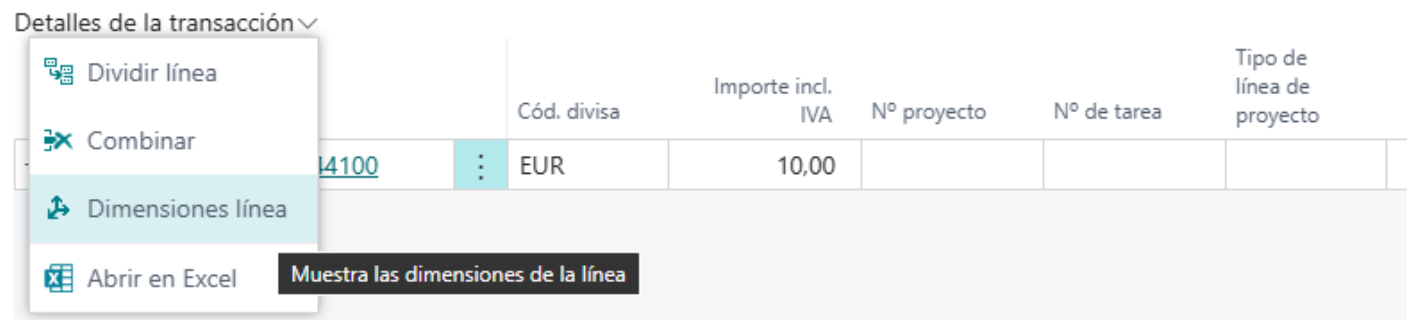 Detalles de la transacción
Dividir línea
Combinar
Dimensiones línea
Abrir en Excel
Muestra las dimensiones de la línea
Cód. divisa
Importe incl.
IVA
Nº proyecto
Nº de tarea
Tipo de
línea de
proyecto
44100
EUR
10,00